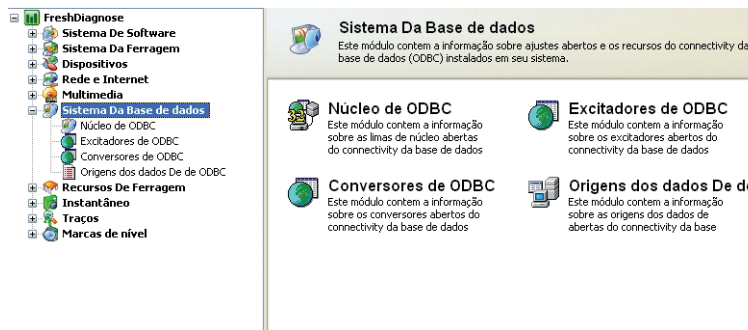 FreshDiagnose
Sistema De Software
Sistema Da Ferragem
Dispositivos
Rede e Internet
Multimedia
Sistema Da Base de dados
Núcleo de ODBC
Excitadores de ODBC
Conversores de ODBC
Origens dos dados De de ODBC
Recursos De Ferragem
Instantâneo
Traços
Marcas de nível
Sistema Da Base de dados
Este módulo contem a informação sobre ajustes abertos e os recursos do connectivity da
base de dados (ODBC) instalados em seu sistema.
Núcleo de ODBC
Este módulo contem a informação
sobre as limas de núcleo abertas
do connectivity da base de dados
Excitadores de ODBC
Este módulo contem a informação
sobre os excitadores abertos do
connectivity da base de dados
Conversores de ODBC
Este módulo contem a informação
sobre os conversores abertos do
connectivity da base de dados
Origens dos dados De de
Este módulo contem a informação
sobre as origens dos dados de
abertas do connectivity da base